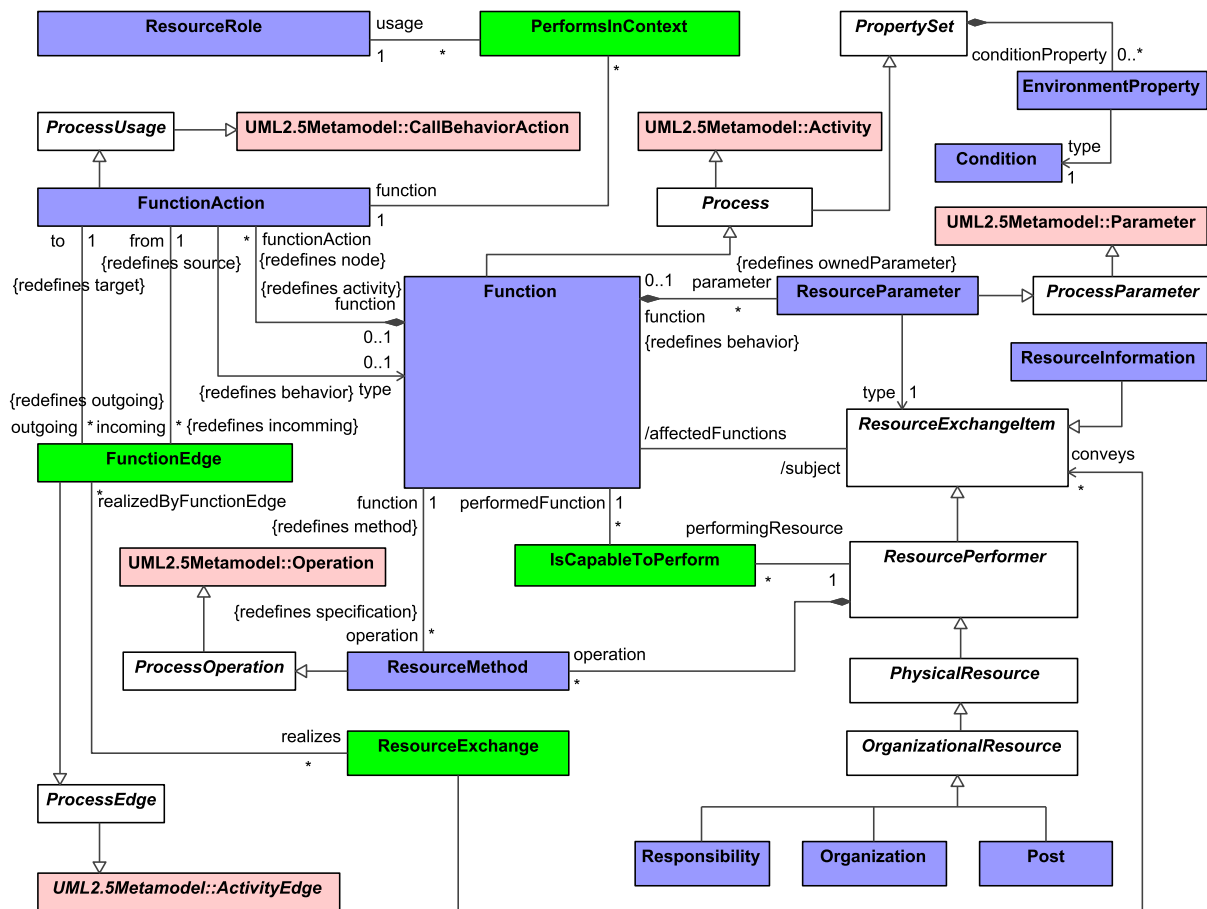 ResourceRole
usage
1
*
PerformsInContext
*
PropertySet
conditionProperty
0..*
EnvironmentProperty
type
1
Condition
ProcessUsage
UML2.5Metamodel::CallBehaviorAction
UML2.5Metamodel::Activity
FunctionAction
function
1
Process
UML2.5Metamodel::Parameter
to
1
from
1
*
functionAction
{redefines source}
{redefines node}
{redefines target}
{redefines activity}
function
0..1
0..1
{redefines behavior}
type
Function
0..1
parameter
{redefines ownedParameter}
*
function
{redefines behavior}
ResourceParameter
ProcessParameter
ResourceInformation
type
1
{redefines outgoing}
outgoing
*
incoming
*
{redefines incomming}
/affectedFunctions
/subject
ResourceExchangeItem
conveys
*
FunctionEdge
*
realizedByFunctionEdge
function
1
{redefines method}
performedFunction
1
*
performingResource
IsCapableToPerform
*
1
ResourcePerformer
UML2.5Metamodel::Operation
{redefines specification}
operation
*
ProcessOperation
ResourceMethod
operation
*
PhysicalResource
realizes
*
ResourceExchange
OrganizationalResource
ProcessEdge
Responsibility
Organization
Post
UML2.5Metamodel::ActivityEdge